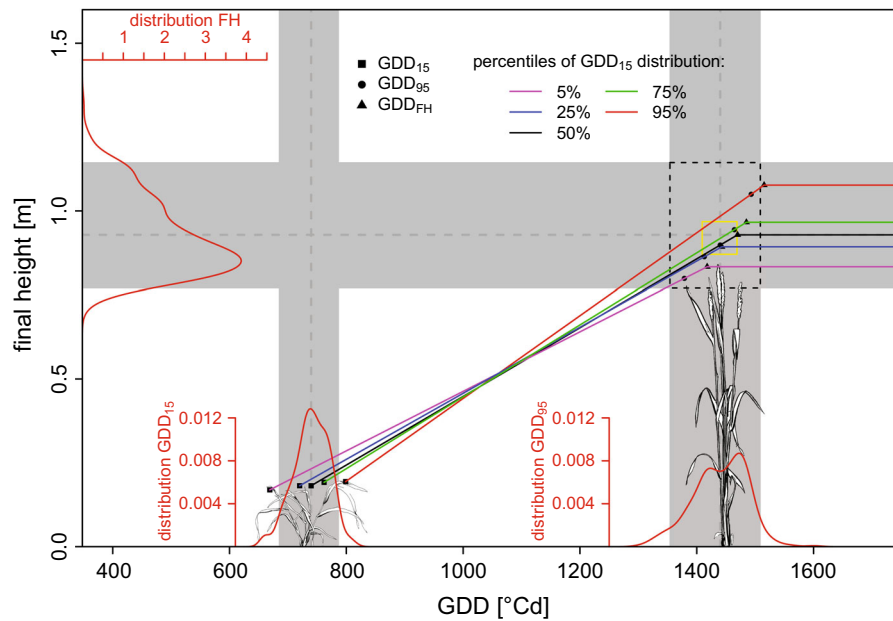 distribution FH
1 2 3 4
GDD15
GDD95
GDDFH
percentiles of GDD15 distribution:
5%
25%
50%
75%
95%
final height [m]
1.5
1.0
0.5
0.0
distribution GDD15
0.012
0.008
0.004
distribution GDD95
0.012
0.008
0.004
400 600 800 1000 1200 1400 1600
GDD [°Cd]